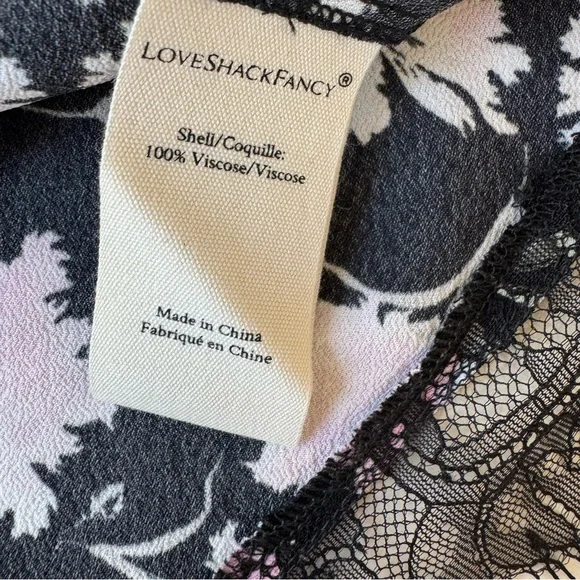 LOVESHACKFANCY®
Shell/Coquille:
100% Viscose/Viscose
Made in China
Fabriqué en Chine